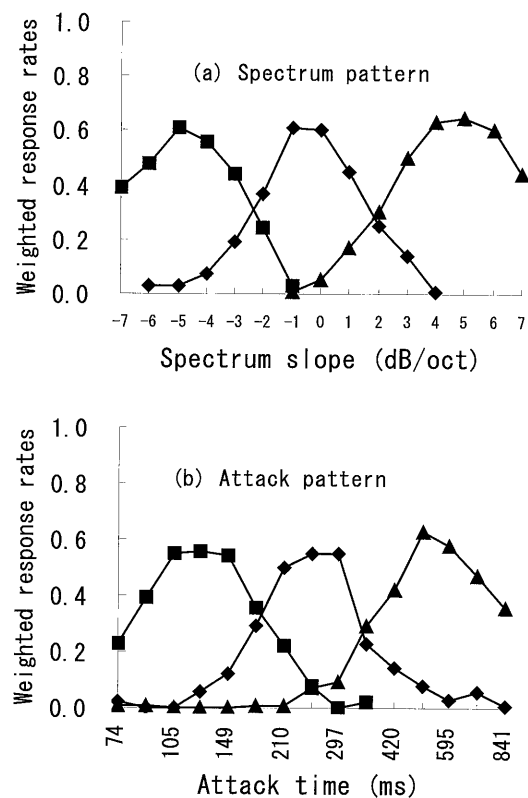 Weighted response rates
1.0
0.8
0.6
0.4
0.2
0.0
(a) Spectrum pattern
-7 -6 -5 -4 -3 -2 -1 0 1 2 3 4 5 6 7
Spectrum slope (dB/oct)
Weighted response rates
1.0
0.8
0.6
0.4
0.2
0.0
(b) Attack pattern
74 105 149 210 297 420 595 841
Attack time (ms)